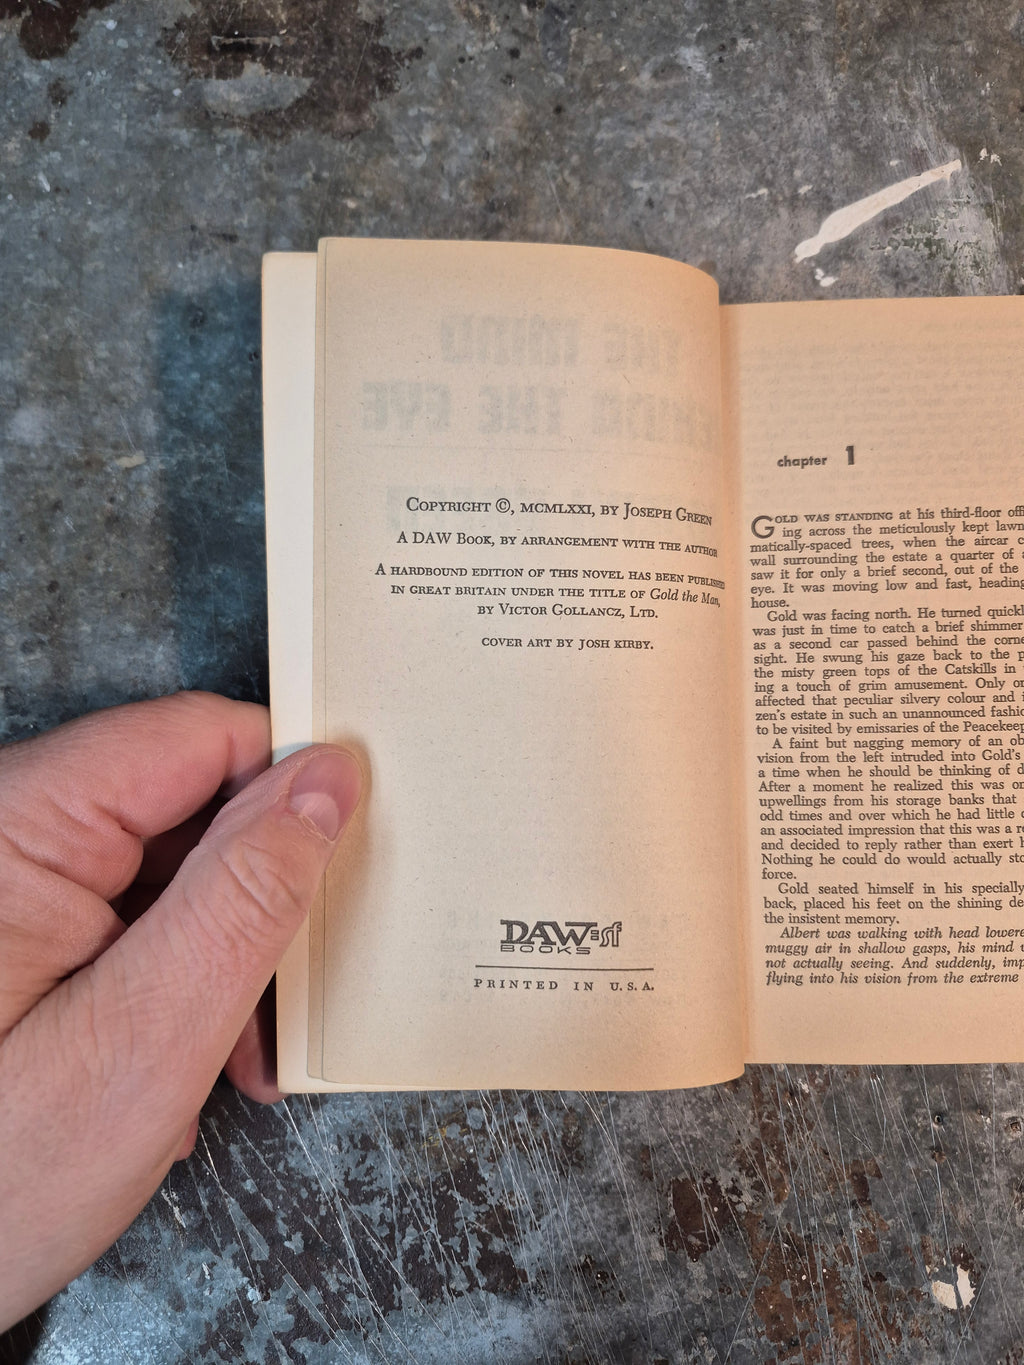 COPYRIGHT ©, MCMLXXI, BY JOSEPH GREEN
A DAW BOOK, BY ARRANGEMENT WITH THE AUTHOR
A HARDBOUND EDITION OF THIS NOVEL HAS BEEN PUBLISHED
IN GREAT BRITAIN UNDER THE TITLE OF Gold the Man,
BY VICTOR GOLLANCZ, LTD.
COVER ART BY JOSH KIRBY.
DAW=sf
BOOKS
PRINTED IN U.S.A.
chapter 1
GOLD WAS STANDING at his third-floor
ing across the meticulously kept
matically-spaced trees, when the aircar
wall surrounding the estate a quarter of
saw it for only a brief second, out of the
eye. It was moving low and fast, heading
house.
Gold was facing north. He turned
was just in time to catch a brief shimmer
as a second car passed behind the
sight. He swung his gaze back to the
the misty green tops of the Catskills in
ing a touch of grim amusement. Only
affected that peculiar silvery colour and
zen's estate in such an unannounced
to be visited by emissaries of the
A faint but nagging memory of an
vision from the left intruded into Gold's
a time when he should be thinking of
After a moment he realized this was
upwellings from his storage banks that
odd times and over which he had little
an associated impression that this was a
and decided to reply rather than exert
Nothing he could do would actually
force.
Gold seated himself in his specially
back, placed his feet on the shining
the insistent memory.
Albert was walking with head
muggy air in shallow gasps, his mind
not actually seeing. And suddenly,
flying into his vision from the extreme